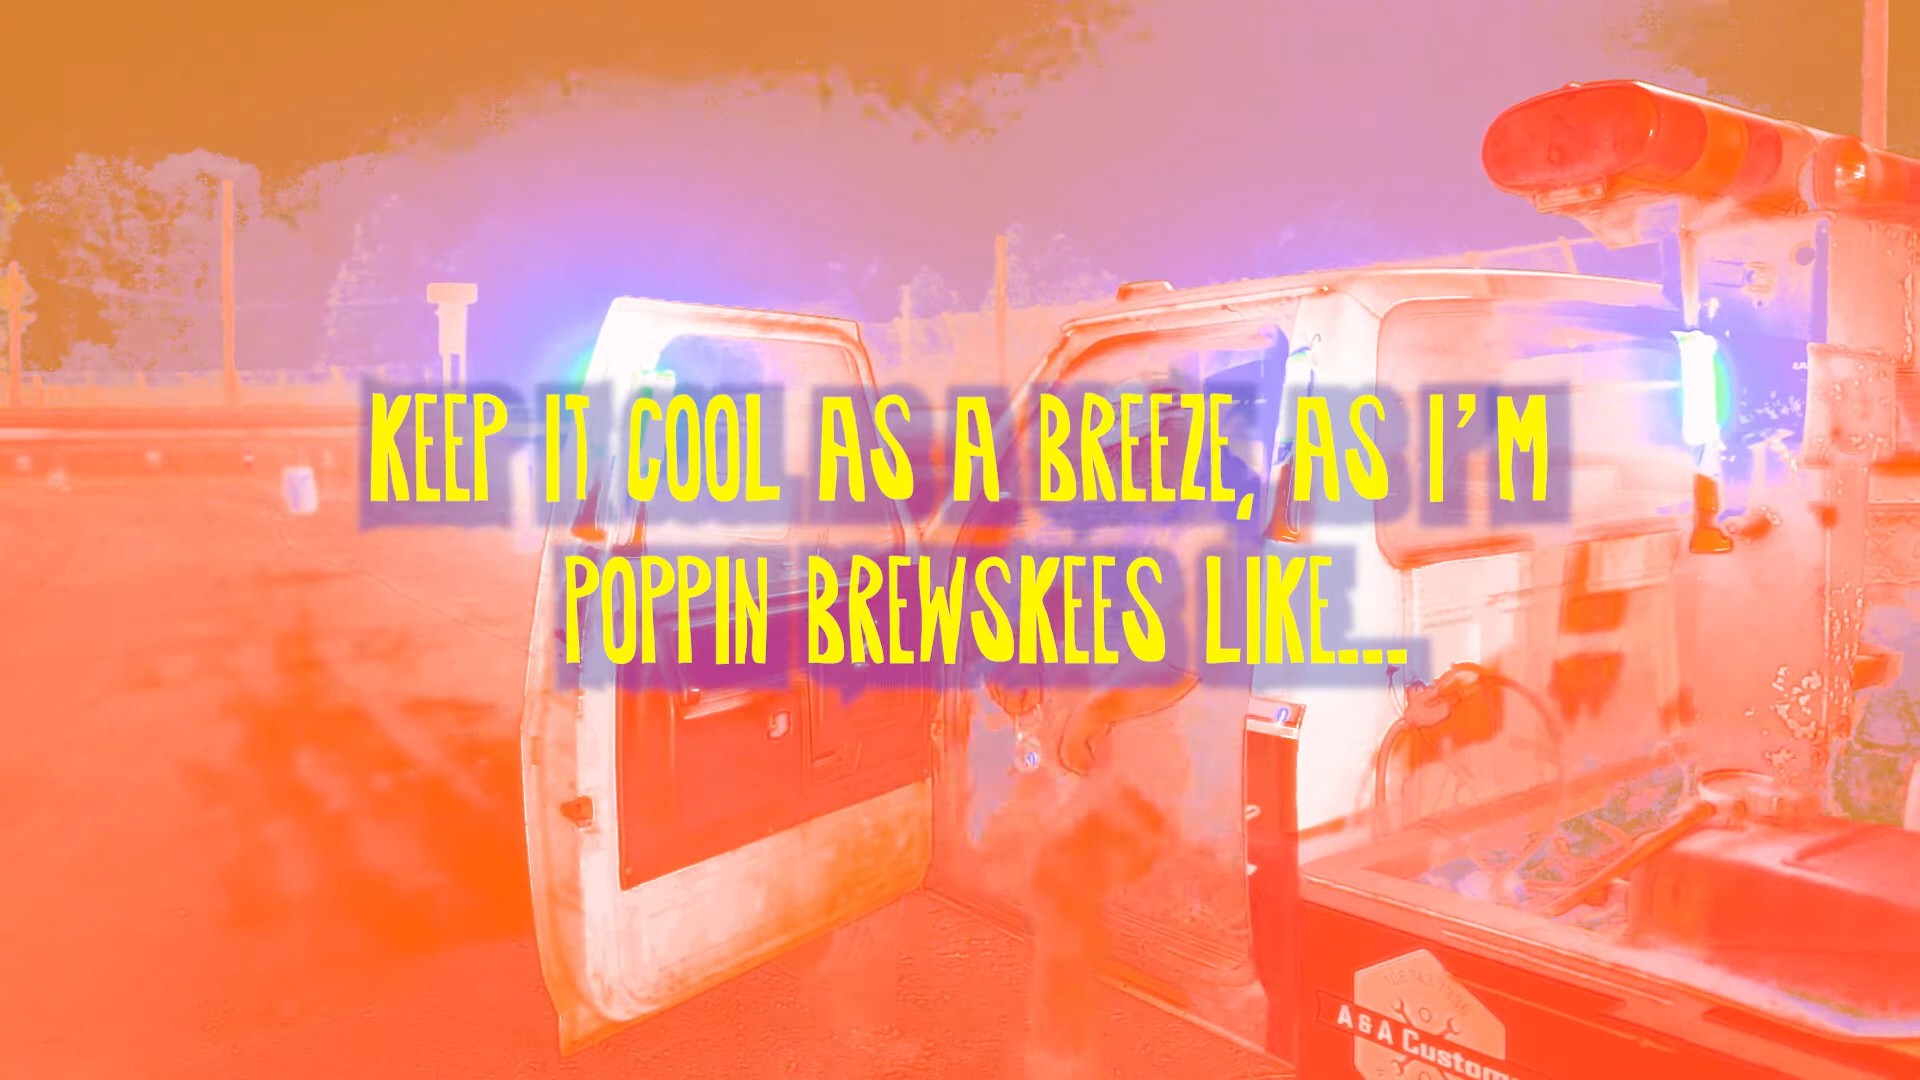 KEEP IT COOL AS A BREEZE, AS I'M
POPPIN BREWSKEES LIKE...
A & A Custom